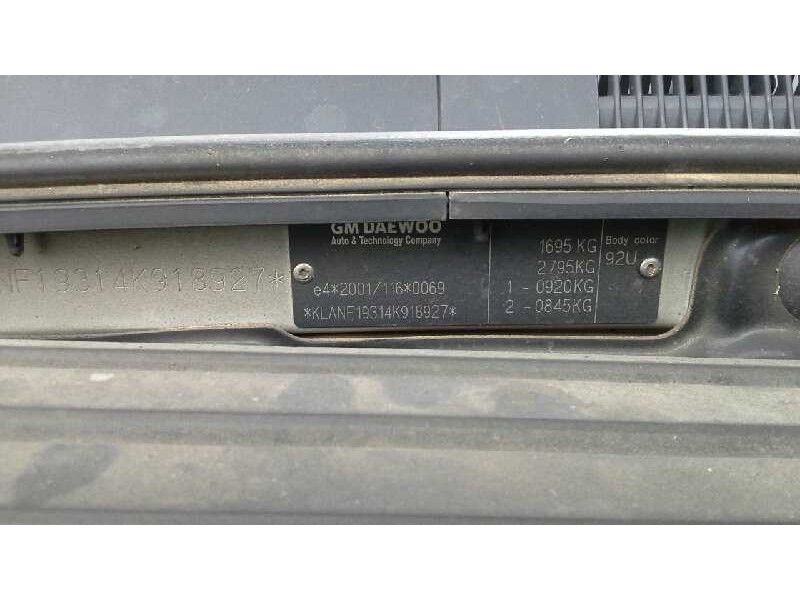 NF19314K918927*
GM DAEWOO
Auto & Technology Company
e4*2001/116*0069
*KLANF19314K918927*
1695 KG
2795KG
1 - 0920KG
2 - 0845KG
Body color
92U